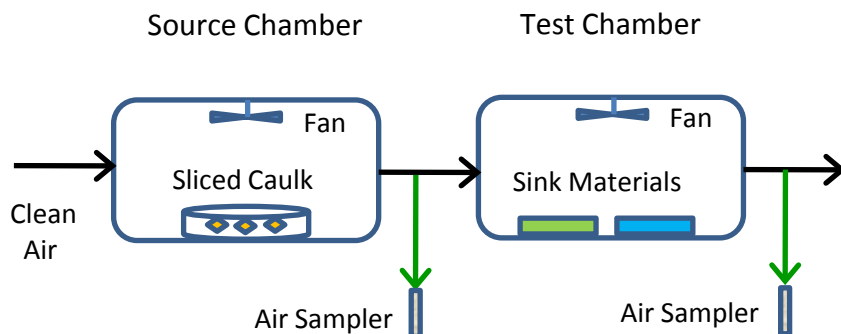 Source Chamber
Test Chamber
Fan
Fan
Sliced Caulk
Sink Materials
Clean
Air
Air Sampler
Air Sampler